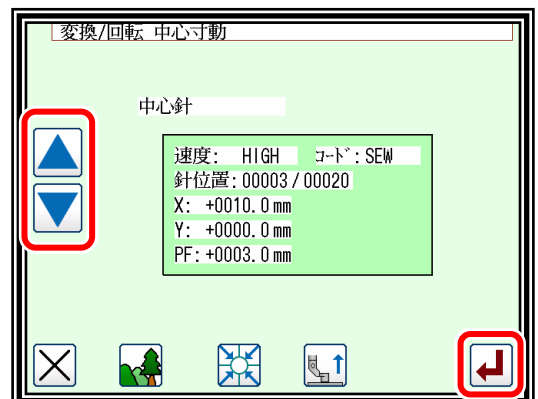 変換/回転 中心寸動
中心針
速度: HIGH コード:SEW
針位置:00003/00020
X: +0010.0mm
Y: +0000.0mm
PF:+0003.0mm